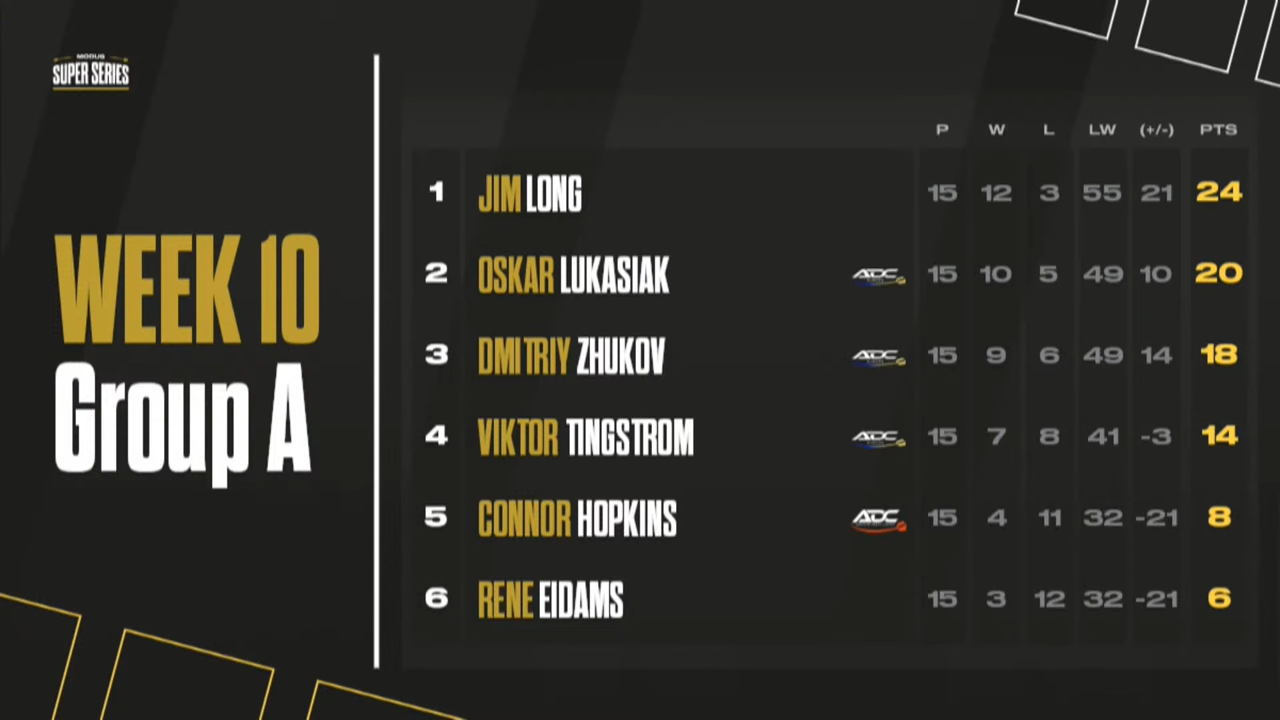 MODUS
SUPER SERIES
WEEK 10
Group A
P W L LW (+/-) PTS
1 JIM LONG 15 12 3 55 21 24
2 OSKAR LUKASIAK ADC 15 10 5 49 10 20
3 DMITRIY ZHUKOV ADC 15 9 6 49 14 18
4 VIKTOR TINGSTROM ADC 15 7 8 41 -3 14
5 CONNOR HOPKINS ADC 15 4 11 32 -21 8
6 RENE EIDAMS 15 3 12 32 -21 6